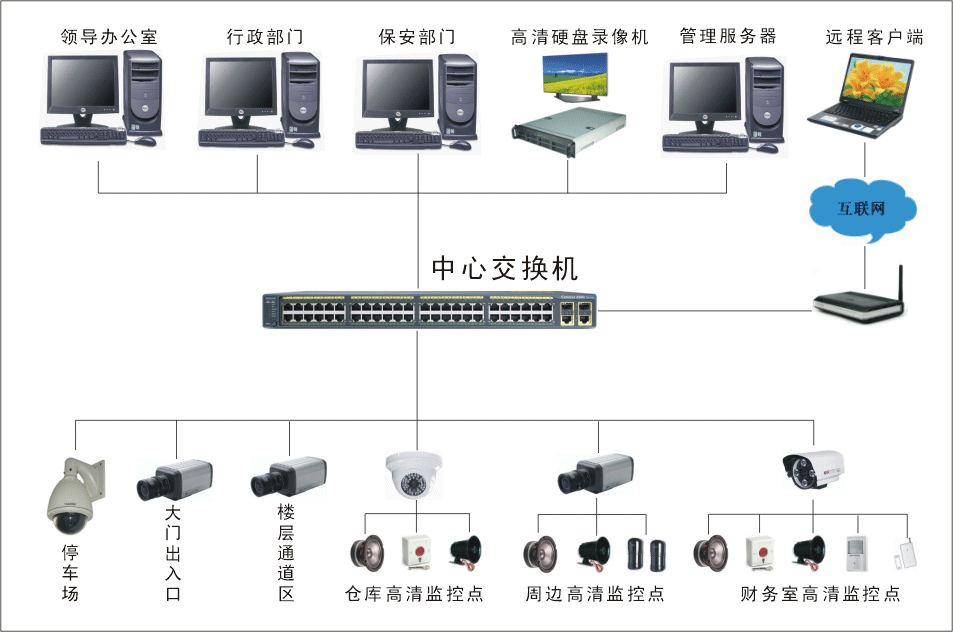 领导办公室
行政部门
保安部门
高清硬盘录像机
管理服务器
远程客户端
互联网
中心交换机
停车场
大门出入口
楼层通道区
仓库高清监控点
周边高清监控点
财务室高清监控点